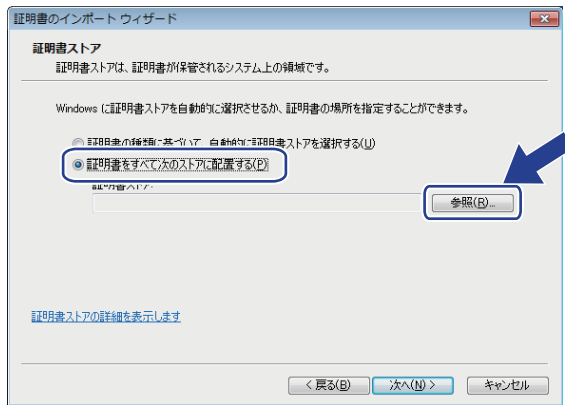 証明書のインポート ウィザード
証明書ストア
証明書ストアは、証明書が保管されるシステム上の領域です。
Windows に証明書ストアを自動的に選択させるか、証明書の場所を指定することができます。
証明書の種類に基づいて、自動的に証明書ストアを選択する(U)
証明書をすべて次のストアに配置する(P)
証明書ストア:
参照(R)...
証明書ストアの詳細を表示します
< 戻る(B)
次へ(N) >
キャンセル